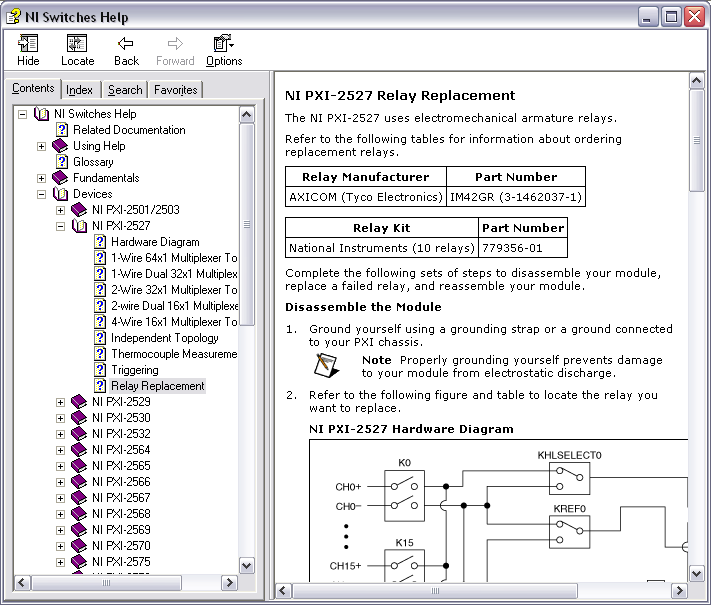 NI Switches Help
Hide
Locate
Back
Forward
Options
Contents
Index
Search
Favorites
NI Switches Help
Related Documentation
Using Help
Glossary
Fundamentals
Devices
NI PXI-2501/2503
NI PXI-2527
Hardware Diagram
1-Wire 64x1 Multiplexer To
1-Wire Dual 32x1 Multiplex
2-Wire 32x1 Multiplexer To
2-wire Dual 16x1 Multiplexe
4-Wire 16x1 Multiplexer To
Independent Topology
Thermocouple Measureme
Triggering
Relay Replacement
NI PXI-2529
NI PXI-2530
NI PXI-2532
NI PXI-2564
NI PXI-2565
NI PXI-2566
NI PXI-2567
NI PXI-2568
NI PXI-2569
NI PXI-2570
NI PXI-2575
NI PXI-2527 Relay Replacement
The NI PXI-2527 uses electromechanical armature relays.
Refer to the following tables for information about ordering
replacement relays.
Relay Manufacturer Part Number
AXICOM (Tyco Electronics) IM42GR (3-1462037-1)
Relay Kit Part Number
National Instruments (10 relays) 779356-01
Complete the following sets of steps to disassemble your module,
replace a failed relay, and reassemble your module.
Disassemble the Module
1. Ground yourself using a grounding strap or a ground connected
to your PXI chassis.
Note Properly grounding yourself prevents damage
to your module from electrostatic discharge.
2. Refer to the following figure and table to locate the relay you
want to replace.
NI PXI-2527 Hardware Diagram
K0
KHLSELECT0
CH0+
CH0–
KREF0
K15
CH15+